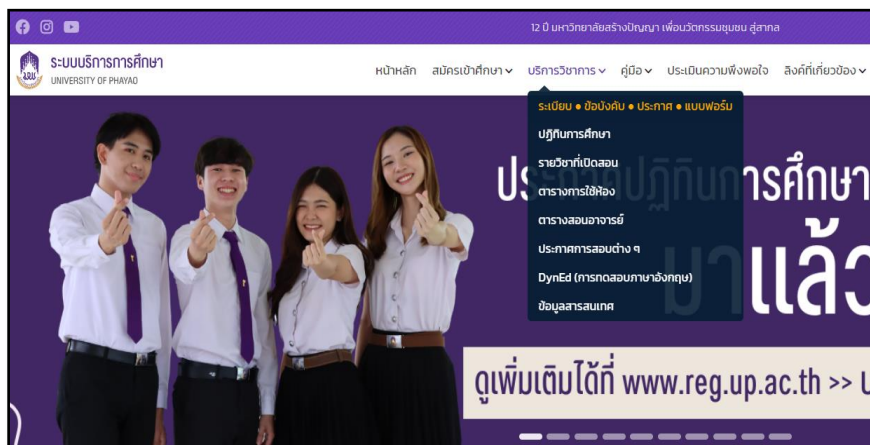 12 ปี มหาวิทยาลัยสร้างปัญญา เพื่อนวัตกรรมชุมชน สู่สากล
ระบบบริการการศึกษา
UNIVERSITY OF PHAYAO
หน้าหลัก สมัครเข้าศึกษา บริการวิชาการ คู่มือ ประเมินความพึงพอใจ ลิงค์ที่เกี่ยวข้อง
ระเบียบ ● ข้อบังคับ ● ประกาศ ● แบบฟอร์ม
ปฏิทินการศึกษา
รายวิชาที่เปิดสอน
ตารางการใช้ห้อง
ตารางสอนอาจารย์
ประกาศการสอบต่าง ๆ
DynEd (การทดสอบภาษาอังกฤษ)
ข้อมูลสารสนเทศ
ประกาศปฏิทินการศึกษา
มาแล้ว
ดูเพิ่มเติมได้ที่ www.reg.up.ac.th >>